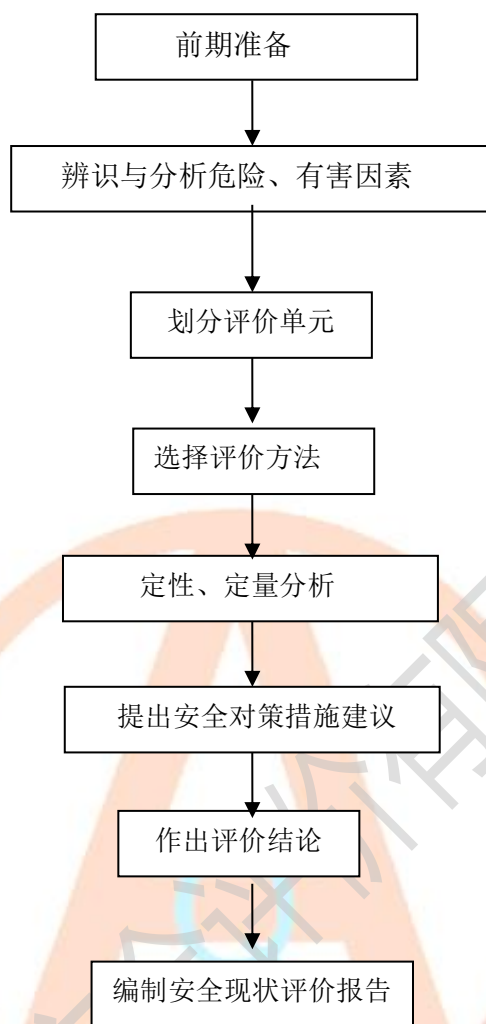 前期准备
辨识与分析危险、有害因素
划分评价单元
选择评价方法
定性、定量分析
提出安全对策措施建议
作出评价结论
编制安全现状评价报告